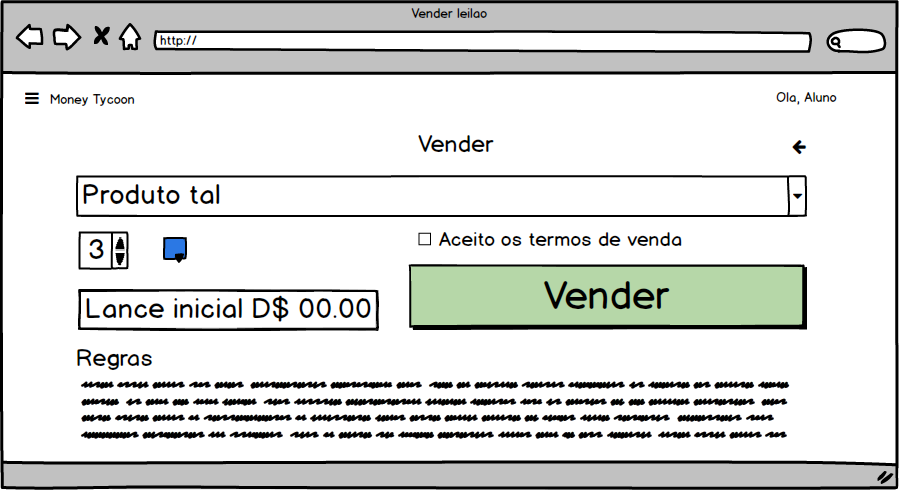 Vender leilao
http://
Money Tycoon
Ola, Aluno
Vender
Produto tal
3
Aceito os termos de venda
Vender
Lance inicial D$ 00.00
Regras